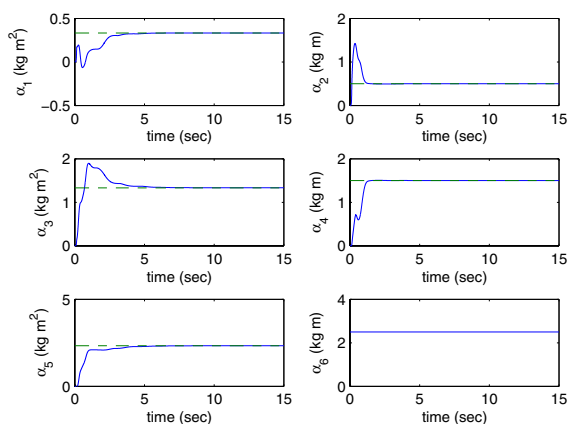 0.5
0
−0.5
0 5 10 15
time (sec)
α1 (kg m²)
2
1
0
0 5 10 15
time (sec)
α2 (kg m)
2
1
0
0 5 10 15
time (sec)
α3 (kg m²)
2
1
0
0 5 10 15
time (sec)
α4 (kg m)
5
0
0 5 10 15
time (sec)
α5 (kg m²)
4
2
0
0 5 10 15
time (sec)
α6 (kg m)